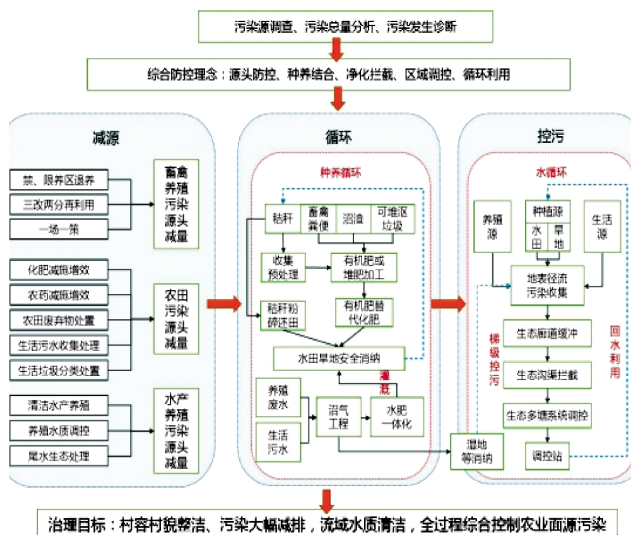 污染源调查、污染总量分析、污染发生诊断
综合防控理念：源头防控、种养结合、净化拦截、区域调控、循环利用
减源
禁、限养区退养
三改两分再利用
一场一策
畜禽
养殖
污染
源头
减量
化肥减施增效
农药减施增效
农田废弃物处置
生活污水收集处理
生活垃圾分类处置
农田
污染
源头
减量
清洁水产养殖
养殖水质调控
尾水生态处理
水产
养殖
污染
源头
减量
循环
种养循环
秸秆
畜禽
粪便
沼渣
可堆沤
垃圾
收集
预处理
有机肥或
堆肥加工
秸秆粉
碎还田
有机肥替
代化肥
水田旱地安全消纳
灌溉
养殖
废水
生活
污水
沼气
工程
水肥
一体化
控污
水循环
养殖
源
种植源
水田
旱地
生活
源
地表径流
污染收集
生态廊道缓冲
生态沟渠拦截
生态多塘系统调控
调控站
梯级控污
回水利用
湿地
等消纳
治理目标：村容村貌整洁、污染大幅减排，流域水质清洁，全过程综合控制农业面源污染